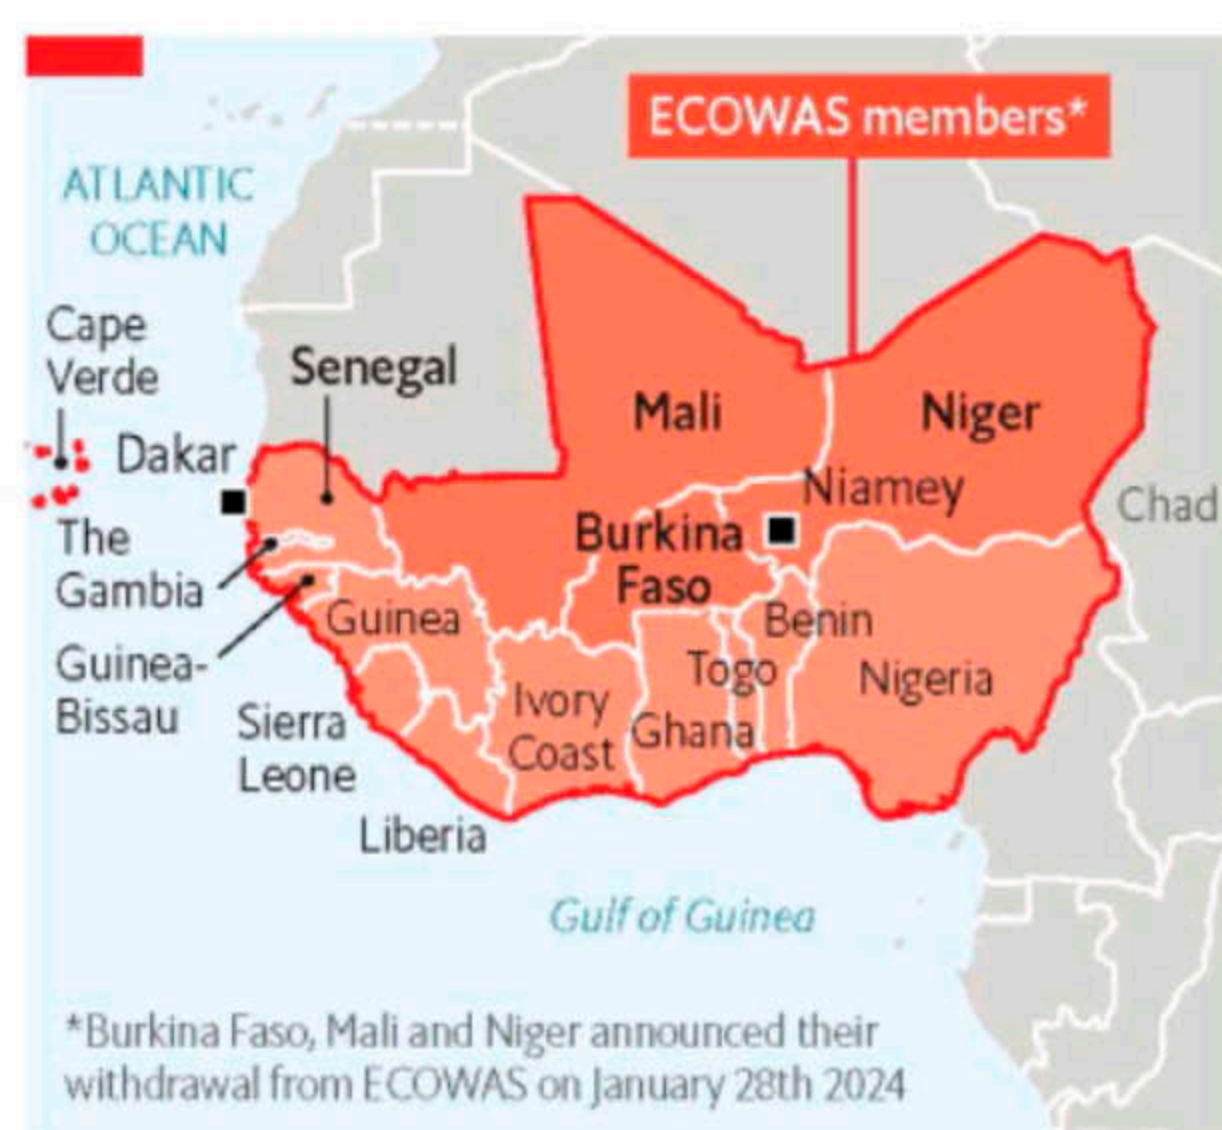 ECOWAS members*
ATLANTIC
OCEAN
Cape
Verde
Senegal
Mali
Niger
Dakar
Niamey
Chad
The
Gambia
Burkina
Faso
Guinea
Benin
Guinea-
Bissau
Togo
Nigeria
Ivory
Coast
Ghana
Sierra
Leone
Liberia
Gulf of Guinea
*Burkina Faso, Mali and Niger announced their
withdrawal from ECOWAS on January 28th 2024